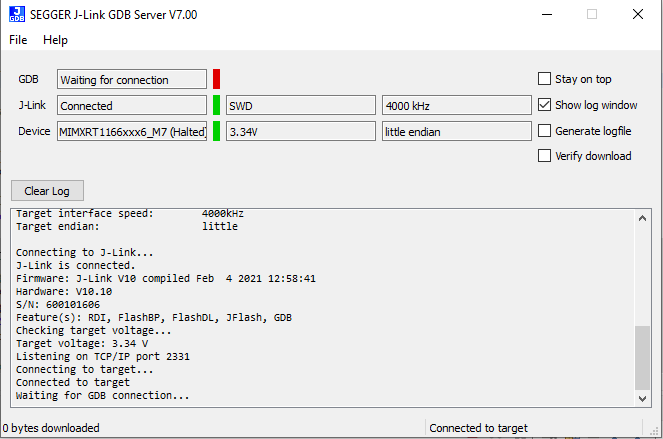 SEGGER J-Link GDB Server V7.00
File Help
GDB Waiting for connection Stay on top
J-Link Connected SWD 4000 kHz Show log window
Device MIMXRT1166xxx6_M7 (Halted) 3.34V little endian Generate logfile
Verify download
Clear Log
Target interface speed: 4000kHz
Target endian: little
Connecting to J-Link...
J-Link is connected.
Firmware: J-Link V10 compiled Feb  4 2021 12:58:41
Hardware: V10.10
S/N: 600101606
Feature(s): RDI, FlashBP, FlashDL, JFlash, GDB
Checking target voltage...
Target voltage: 3.34 V
Listening on TCP/IP port 2331
Connecting to target...
Connected to target
Waiting for GDB connection...
0 bytes downloaded Connected to target